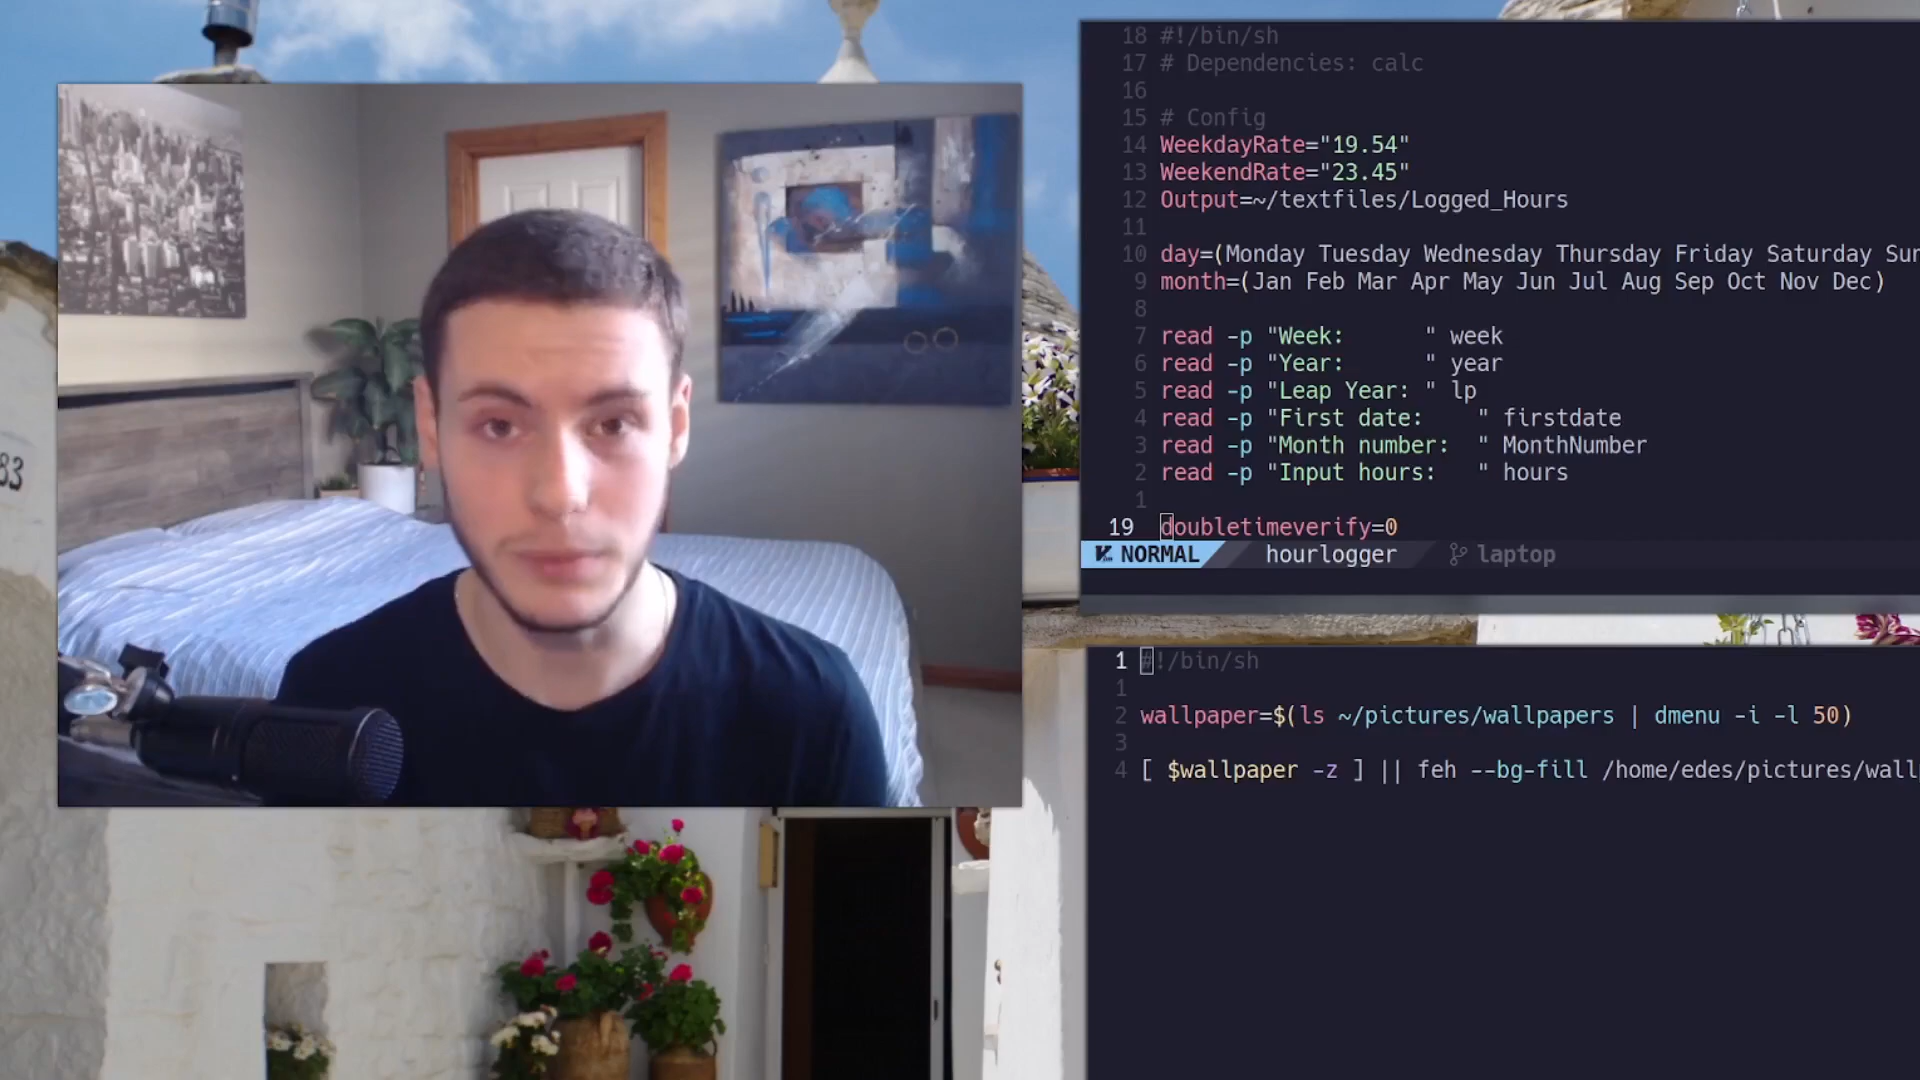 83
18 #!/bin/sh
17 # Dependencies: calc
16
15 # Config
14 WeekdayRate="19.54"
13 WeekendRate="23.45"
12 Output=~/textfiles/Logged_Hours
11
10 day=(Monday Tuesday Wednesday Thursday Friday Saturday Sun
9 month=(Jan Feb Mar Apr May Jun Jul Aug Sep Oct Nov Dec)
8
7 read -p "Week:      " week
6 read -p "Year:      " year
5 read -p "Leap Year: " lp
4 read -p "First date:    " firstdate
3 read -p "Month number:  " MonthNumber
2 read -p "Input hours:   " hours
1
19 doubletimeverify=0
NORMAL hourlogger laptop
1 #!/bin/sh
1
2 wallpaper=$(ls ~/pictures/wallpapers | dmenu -i -l 50)
3
4 [ $wallpaper -z ] || feh --bg-fill /home/edes/pictures/wall